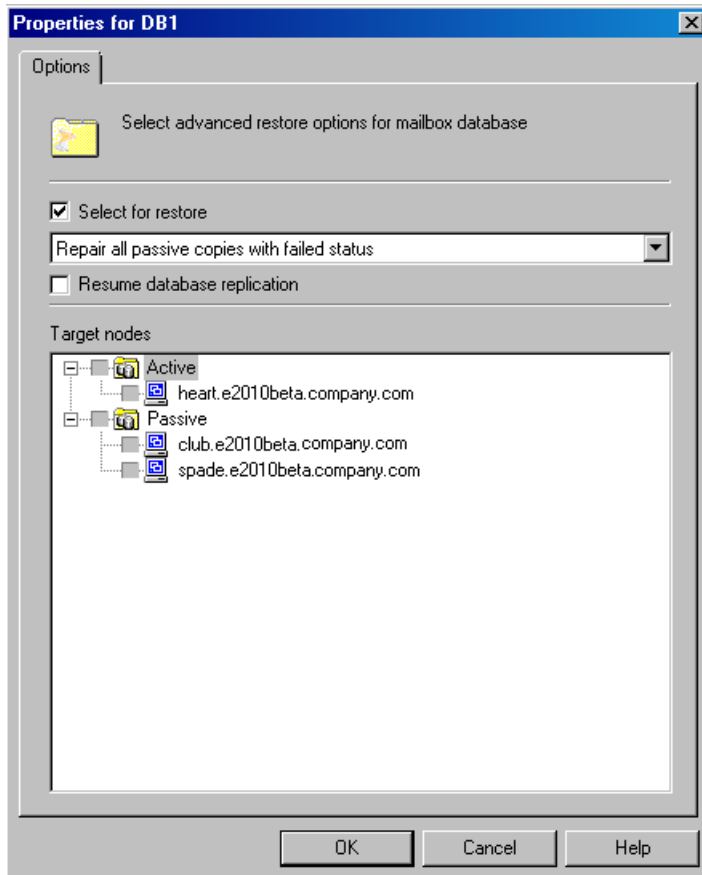 Properties for DB1
Options
Select advanced restore options for mailbox database
Select for restore
Repair all passive copies with failed status
Resume database replication
Target nodes
Active
heart.e2010beta.company.com
Passive
club.e2010beta.company.com
spade.e2010beta.company.com
OK Cancel Help